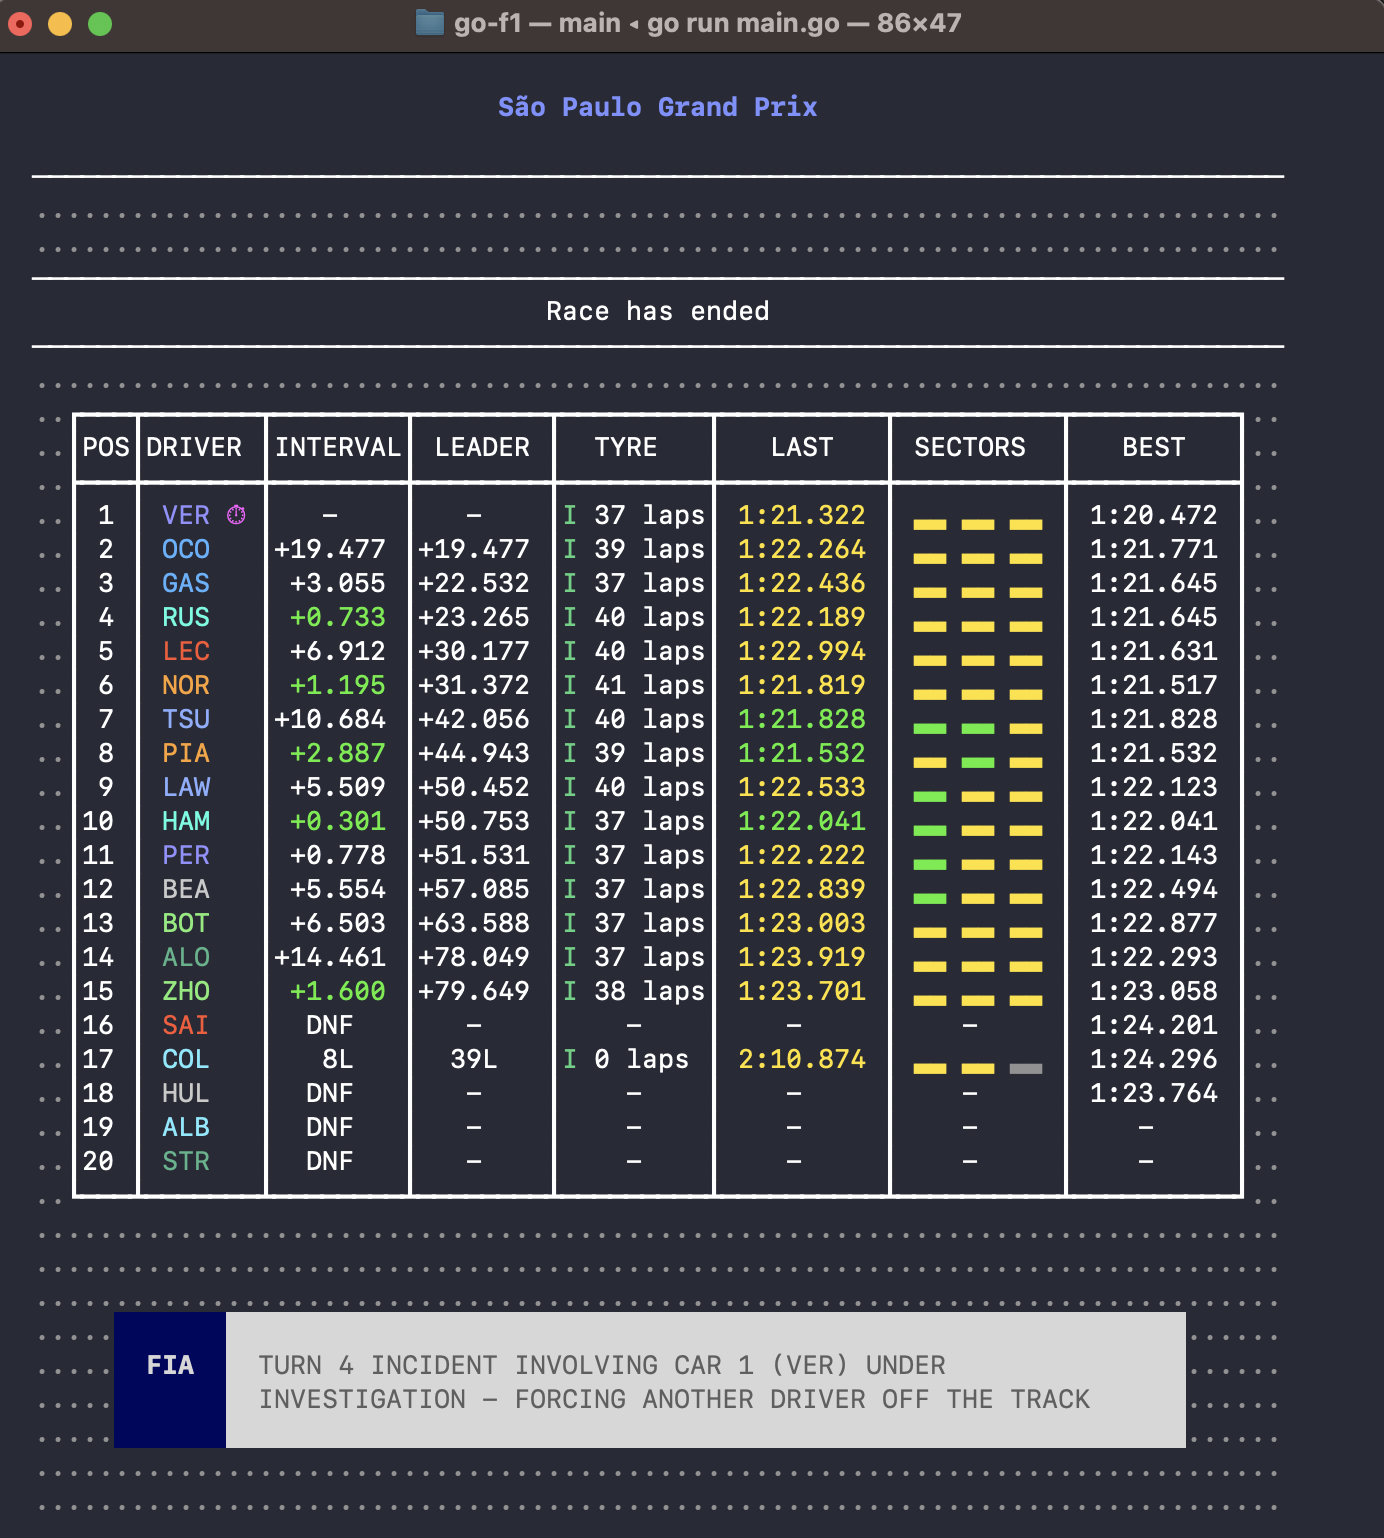 go-f1 — main ◂ go run main.go — 86×47
São Paulo Grand Prix
Race has ended
POS DRIVER INTERVAL LEADER TYRE LAST SECTORS BEST
1 VER ⏱ – – I 37 laps 1:21.322 1:20.472
2 OCO +19.477 +19.477 I 39 laps 1:22.264 1:21.771
3 GAS +3.055 +22.532 I 37 laps 1:22.436 1:21.645
4 RUS +0.733 +23.265 I 40 laps 1:22.189 1:21.645
5 LEC +6.912 +30.177 I 40 laps 1:22.994 1:21.631
6 NOR +1.195 +31.372 I 41 laps 1:21.819 1:21.517
7 TSU +10.684 +42.056 I 40 laps 1:21.828 1:21.828
8 PIA +2.887 +44.943 I 39 laps 1:21.532 1:21.532
9 LAW +5.509 +50.452 I 40 laps 1:22.533 1:22.123
10 HAM +0.301 +50.753 I 37 laps 1:22.041 1:22.041
11 PER +0.778 +51.531 I 37 laps 1:22.222 1:22.143
12 BEA +5.554 +57.085 I 37 laps 1:22.839 1:22.494
13 BOT +6.503 +63.588 I 37 laps 1:23.003 1:22.877
14 ALO +14.461 +78.049 I 37 laps 1:23.919 1:22.293
15 ZHO +1.600 +79.649 I 38 laps 1:23.701 1:23.058
16 SAI DNF – – – – 1:24.201
17 COL 8L 39L I 0 laps 2:10.874 1:24.296
18 HUL DNF – – – – 1:23.764
19 ALB DNF – – – – –
20 STR DNF – – – – –
FIA TURN 4 INCIDENT INVOLVING CAR 1 (VER) UNDER
INVESTIGATION – FORCING ANOTHER DRIVER OFF THE TRACK